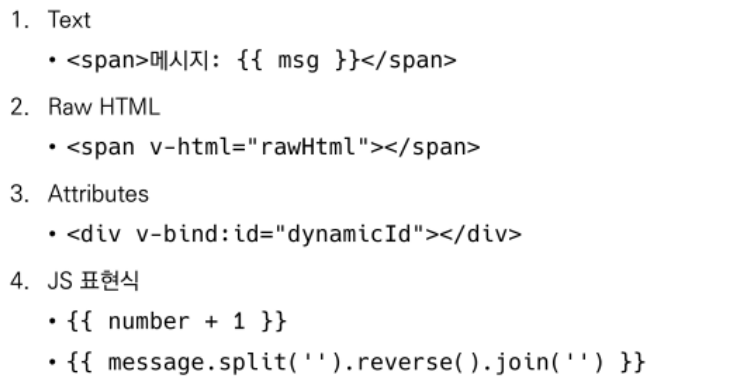 1. Text
• <span>메시지: {{ msg }}</span>
2. Raw HTML
• <span v-html="rawHtml"></span>
3. Attributes
• <div v-bind:id="dynamicId"></div>
4. JS 표현식
• {{ number + 1 }}
• {{ message.split('').reverse().join('') }}